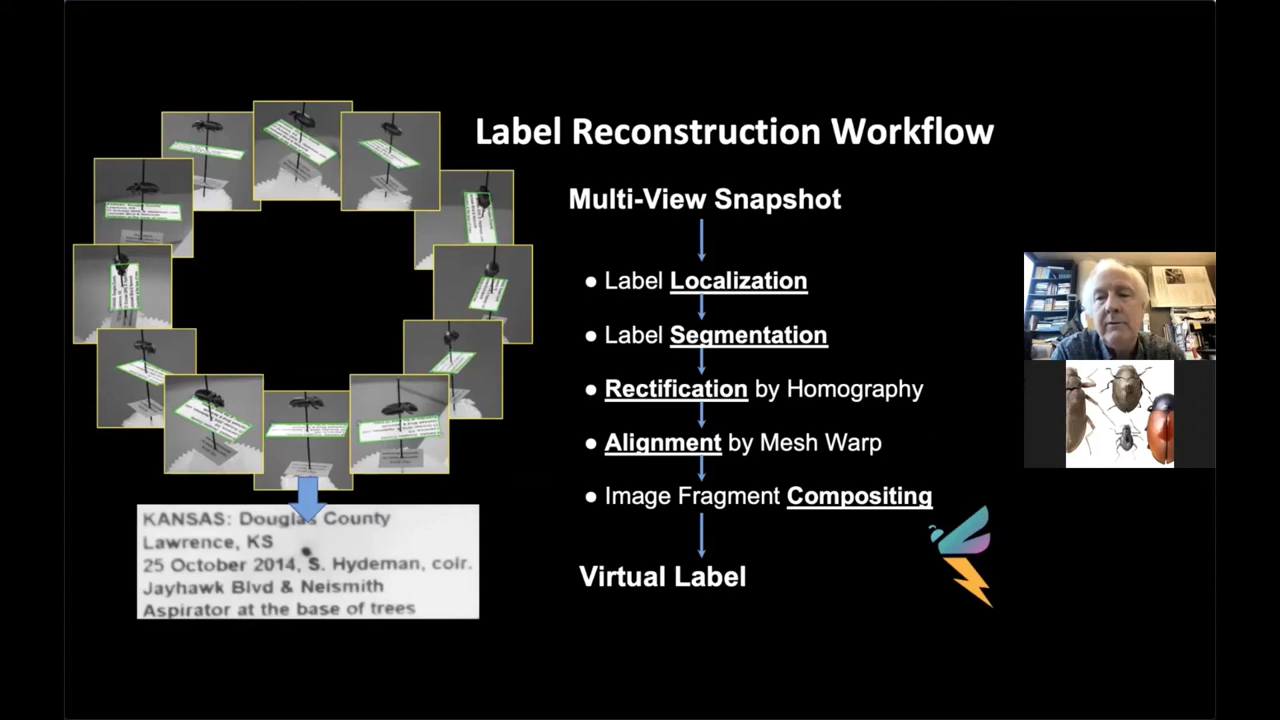 Label Reconstruction Workflow
Multi-View Snapshot
● Label Localization
● Label Segmentation
● Rectification by Homography
● Alignment by Mesh Warp
● Image Fragment Compositing
Virtual Label
KANSAS: Douglas County
Lawrence, KS
25 October 2014, S. Hydeman, colr.
Jayhawk Blvd & Neismith
Aspirator at the base of trees